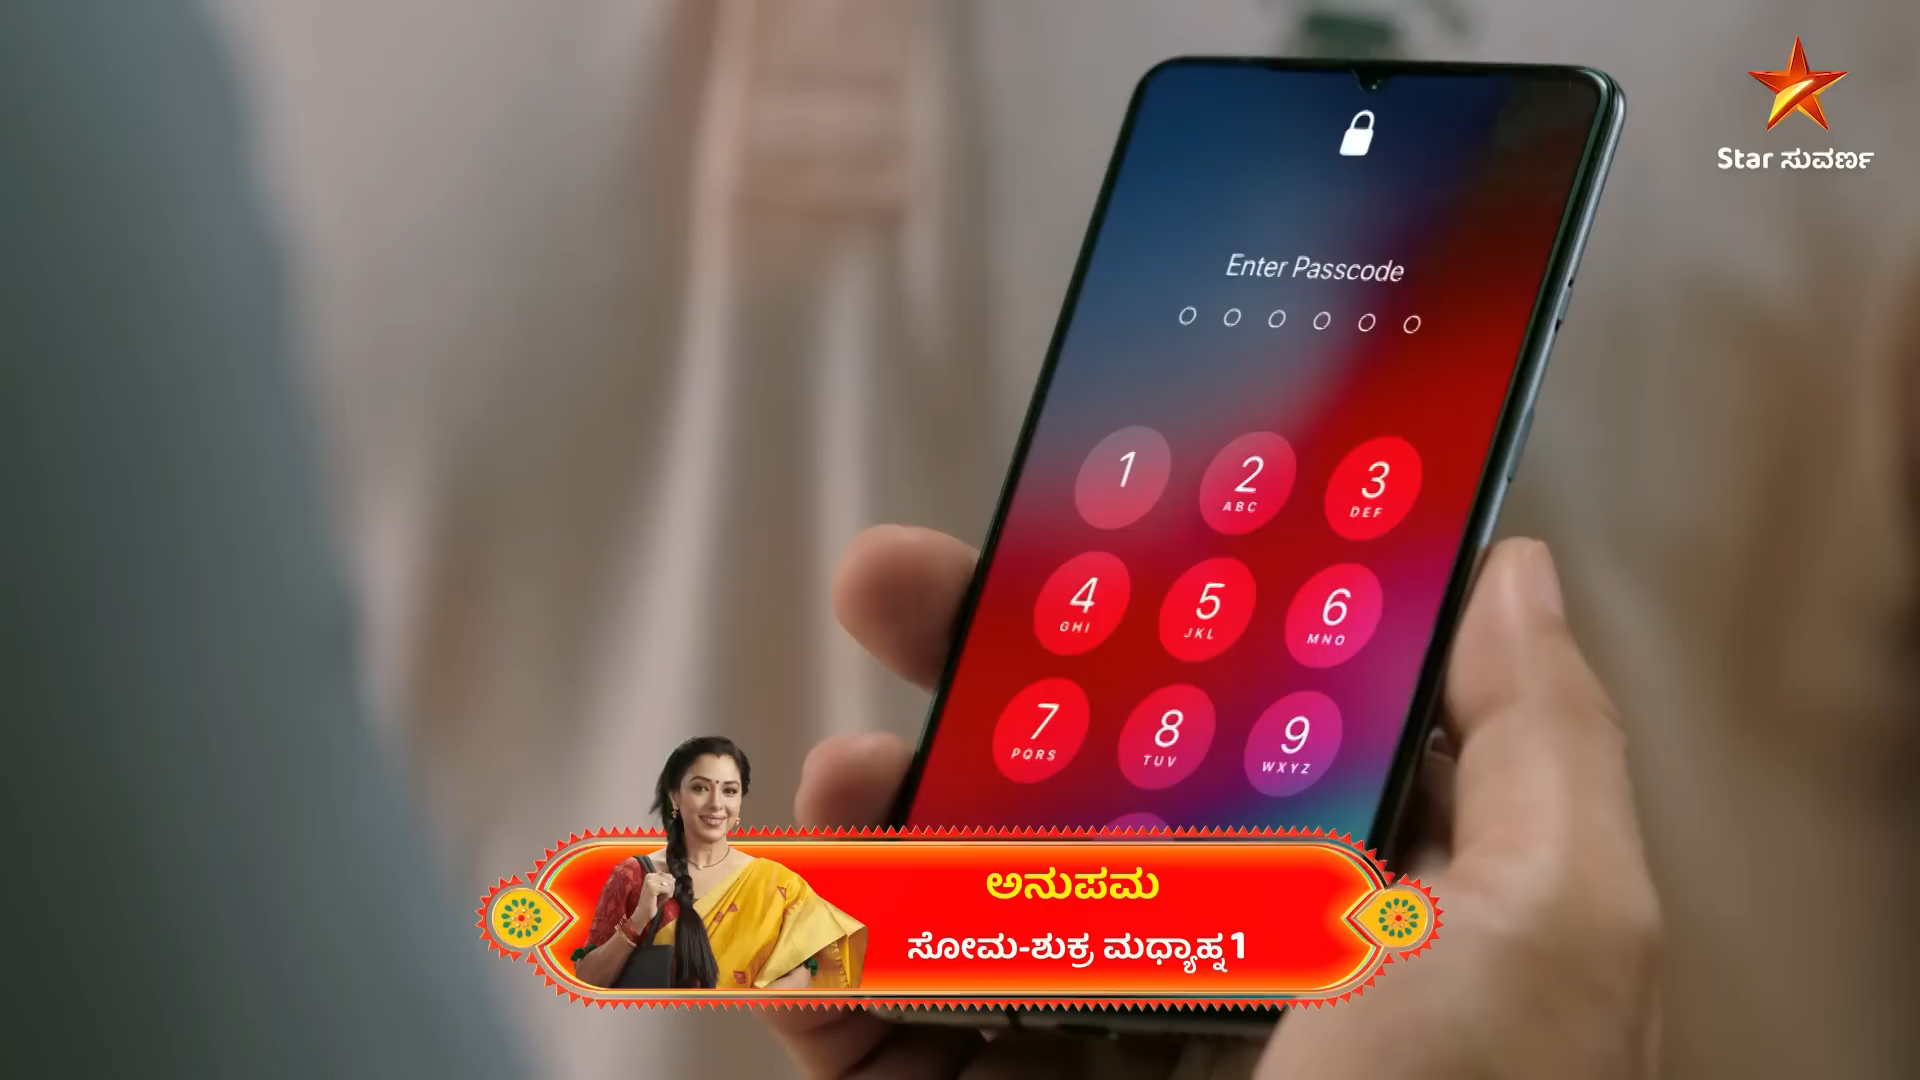 Star ಸುವರ್ಣ
Enter Passcode
1
2
ABC
3
DEF
4
GHI
5
JKL
6
MNO
7
PQRS
8
TUV
9
WXYZ
ಅನುಪಮ
ಸೋಮ-ಶುಕ್ರ ಮಧ್ಯಾಹ್ನ 1